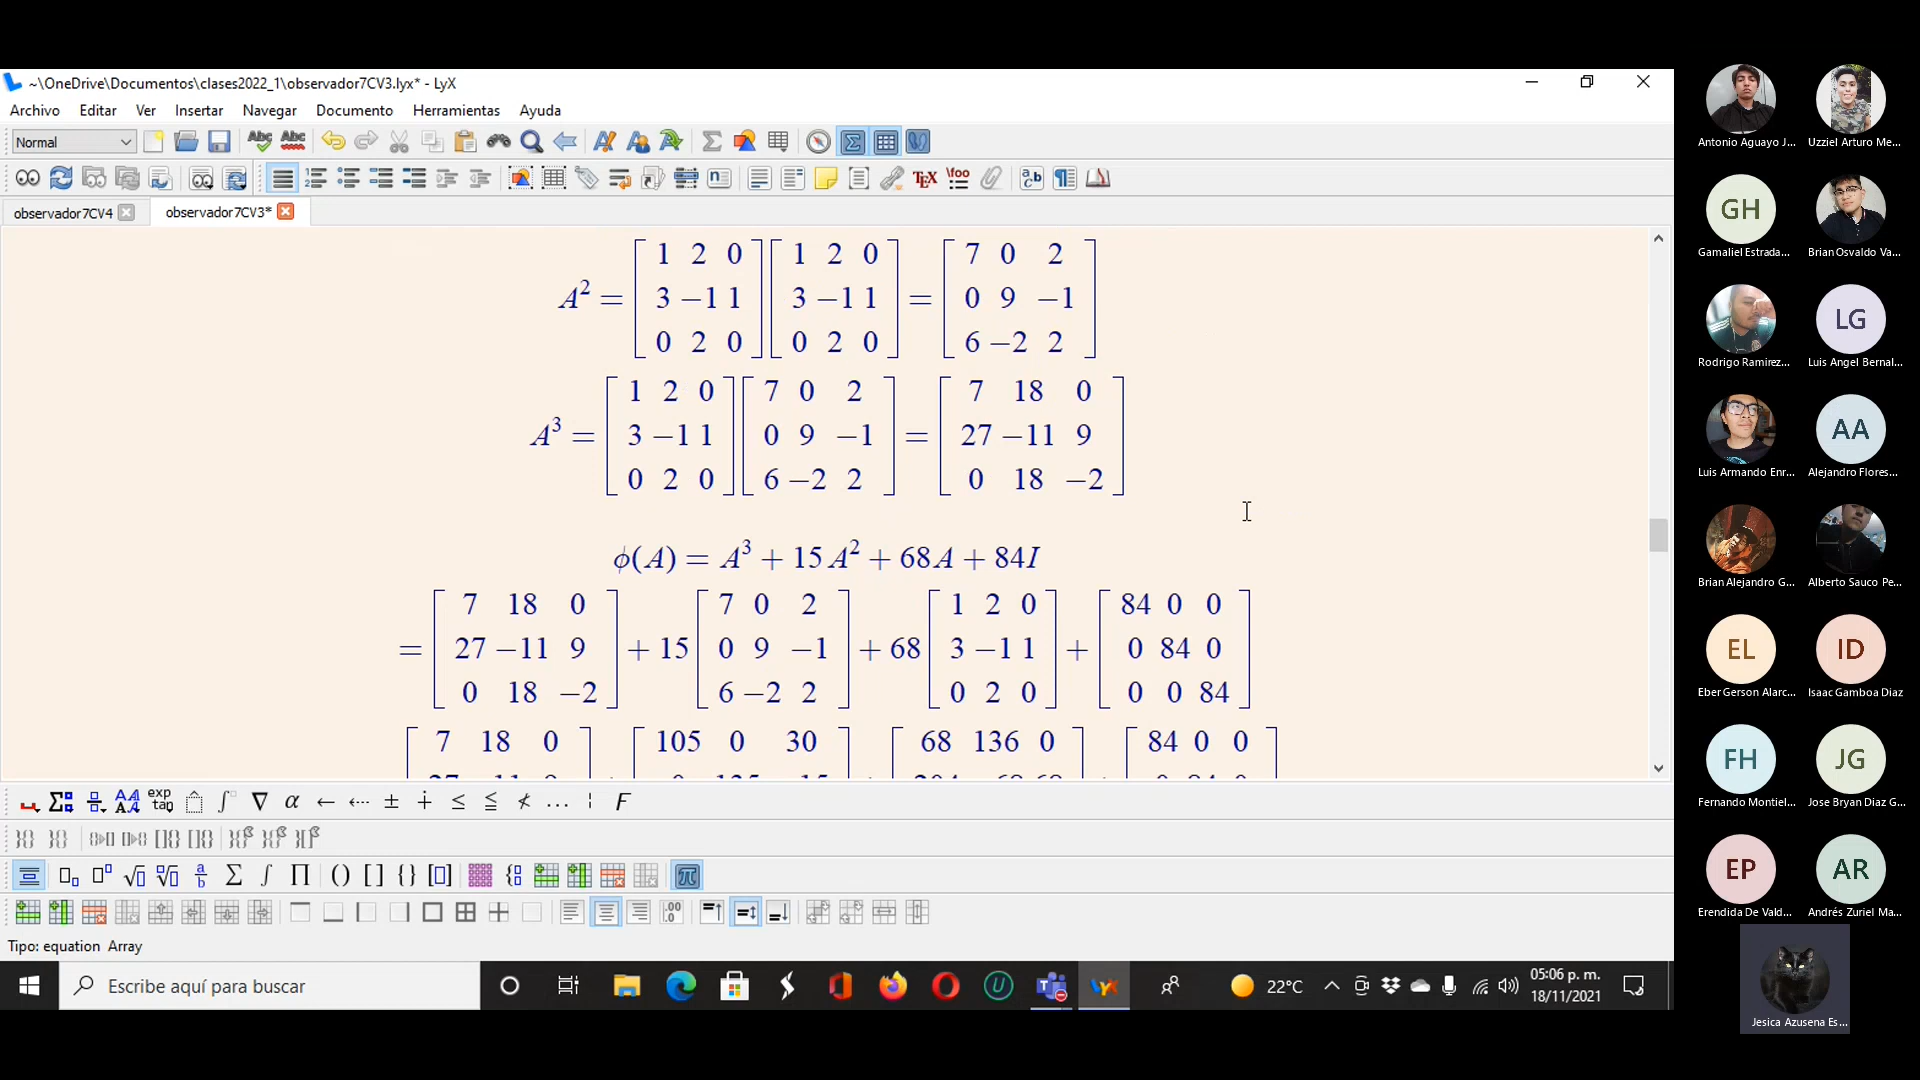 ~\OneDrive\Documentos\clases2022_1\observador7CV3.lyx* - LyX
Archivo Editar Ver Insertar Navegar Documento Herramientas Ayuda
Normal
observador7CV4 observador7CV3*
A² = [1 2 0; 3 −1 1; 0 2 0] [1 2 0; 3 −1 1; 0 2 0] = [7 0 2; 0 9 −1; 6 −2 2]
A³ = [1 2 0; 3 −1 1; 0 2 0] [7 0 2; 0 9 −1; 6 −2 2] = [7 18 0; 27 −11 9; 0 18 −2]
ϕ(A) = A³ + 15A² + 68A + 84I
= [7 18 0; 27 −11 9; 0 18 −2] + 15 [7 0 2; 0 9 −1; 6 −2 2] + 68 [1 2 0; 3 −1 1; 0 2 0] + [84 0 0; 0 84 0; 0 0 84]
[7 18 0 [105 0 30 [68 136 0 [84 0 0
Tipo: equation Array
Escribe aquí para buscar
22°C
05:06 p. m.
18/11/2021
Antonio Aguayo J...
Uzziel Arturo Me...
GH
Gamaliel Estrada...
Brian Osvaldo Va...
Rodrigo Ramirez...
LG
Luis Angel Bernal...
Luis Armando Enr...
AA
Alejandro Flores...
Brian Alejandro G...
Alberto Sauco Pe...
EL
Eber Gerson Alarc...
ID
Isaac Gamboa Diaz
FH
Fernando Montiel...
JG
Jose Bryan Diaz G...
EP
Erendida De Vald...
AR
Andrés Zuriel Ma...
Jesica Azusena Es...